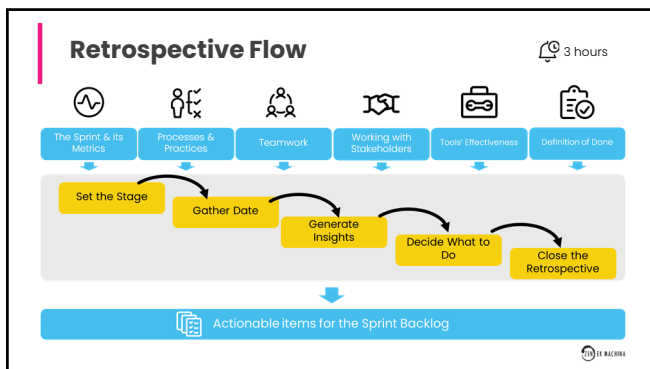 Retrospective Flow
3 hours
The Sprint & its
Metrics
Processes &
Practices
Teamwork
Working with
Stakeholders
Tools' Effectiveness
Definition of Done
Set the Stage
Gather Date
Generate
Insights
Decide What to
Do
Close the
Retrospective
Actionable items for the Sprint Backlog
ZEN EX MACHINA